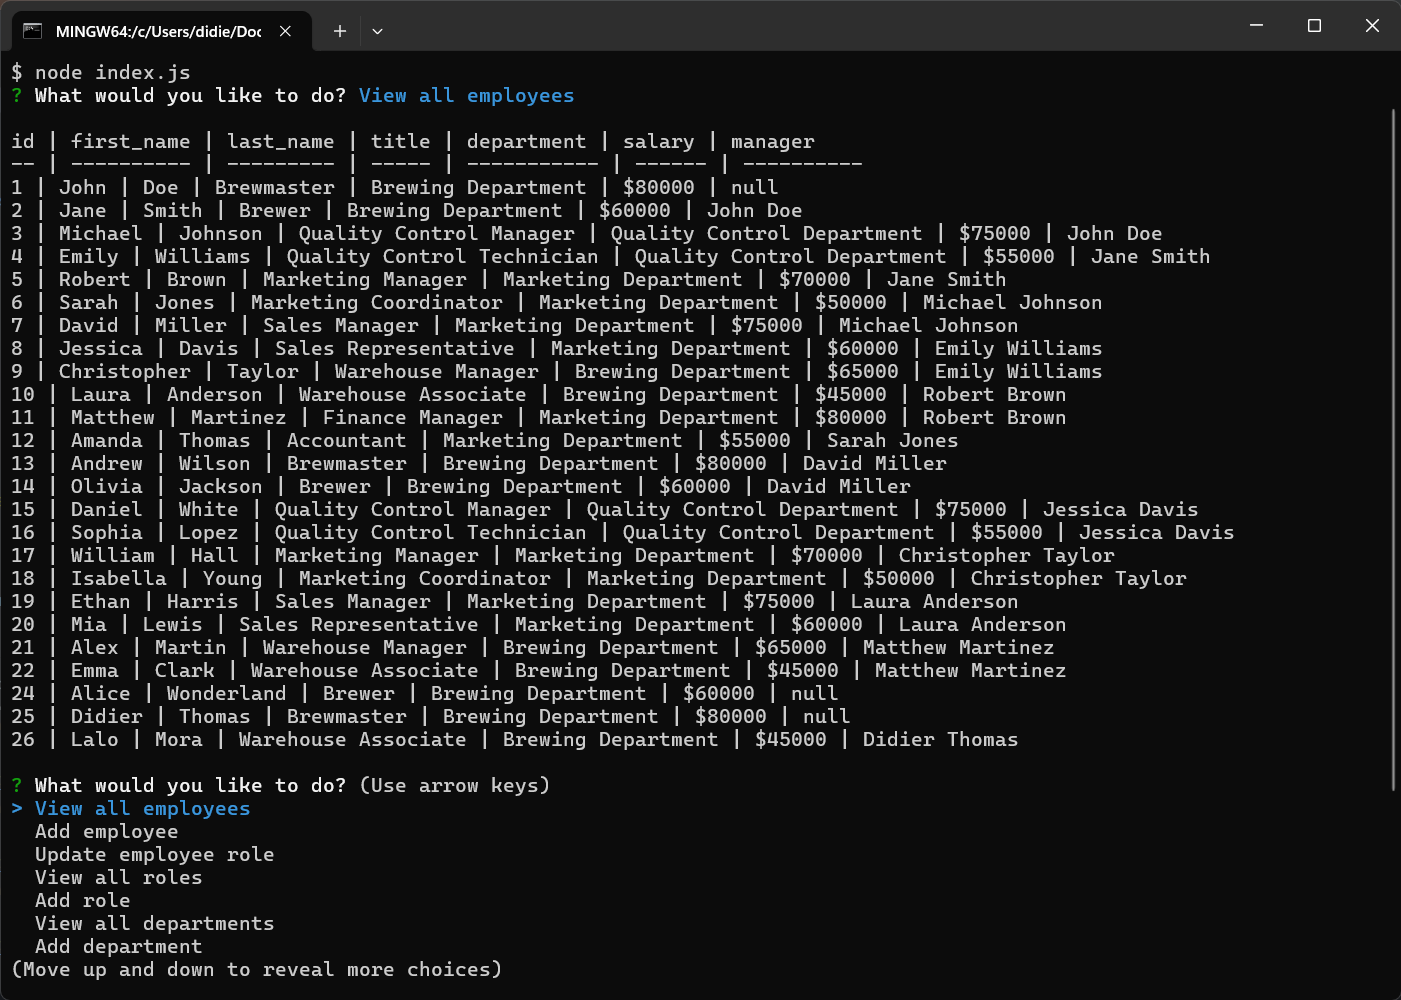 MINGW64:/c/Users/didie/Doc
$ node index.js
? What would you like to do? View all employees
id | first_name | last_name | title | department | salary | manager
-- | ---------- | --------- | ----- | ----------- | ------ | ----------
1 | John | Doe | Brewmaster | Brewing Department | $80000 | null
2 | Jane | Smith | Brewer | Brewing Department | $60000 | John Doe
3 | Michael | Johnson | Quality Control Manager | Quality Control Department | $75000 | John Doe
4 | Emily | Williams | Quality Control Technician | Quality Control Department | $55000 | Jane Smith
5 | Robert | Brown | Marketing Manager | Marketing Department | $70000 | Jane Smith
6 | Sarah | Jones | Marketing Coordinator | Marketing Department | $50000 | Michael Johnson
7 | David | Miller | Sales Manager | Marketing Department | $75000 | Michael Johnson
8 | Jessica | Davis | Sales Representative | Marketing Department | $60000 | Emily Williams
9 | Christopher | Taylor | Warehouse Manager | Brewing Department | $65000 | Emily Williams
10 | Laura | Anderson | Warehouse Associate | Brewing Department | $45000 | Robert Brown
11 | Matthew | Martinez | Finance Manager | Marketing Department | $80000 | Robert Brown
12 | Amanda | Thomas | Accountant | Marketing Department | $55000 | Sarah Jones
13 | Andrew | Wilson | Brewmaster | Brewing Department | $80000 | David Miller
14 | Olivia | Jackson | Brewer | Brewing Department | $60000 | David Miller
15 | Daniel | White | Quality Control Manager | Quality Control Department | $75000 | Jessica Davis
16 | Sophia | Lopez | Quality Control Technician | Quality Control Department | $55000 | Jessica Davis
17 | William | Hall | Marketing Manager | Marketing Department | $70000 | Christopher Taylor
18 | Isabella | Young | Marketing Coordinator | Marketing Department | $50000 | Christopher Taylor
19 | Ethan | Harris | Sales Manager | Marketing Department | $75000 | Laura Anderson
20 | Mia | Lewis | Sales Representative | Marketing Department | $60000 | Laura Anderson
21 | Alex | Martin | Warehouse Manager | Brewing Department | $65000 | Matthew Martinez
22 | Emma | Clark | Warehouse Associate | Brewing Department | $45000 | Matthew Martinez
24 | Alice | Wonderland | Brewer | Brewing Department | $60000 | null
25 | Didier | Thomas | Brewmaster | Brewing Department | $80000 | null
26 | Lalo | Mora | Warehouse Associate | Brewing Department | $45000 | Didier Thomas
? What would you like to do? (Use arrow keys)
> View all employees
Add employee
Update employee role
View all roles
Add role
View all departments
Add department
(Move up and down to reveal more choices)